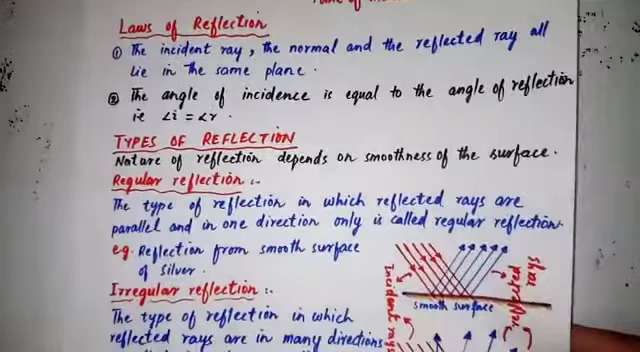 Laws of Reflection
① The incident ray, the normal and the reflected ray all
lie in the same plane.
② The angle of incidence is equal to the angle of reflection
ie ∠i = ∠r.
TYPES OF REFLECTION
Nature of reflection depends on smoothness of the surface.
Regular reflection :-
The type of reflection in which reflected rays are
parallel and in one direction only is called regular reflection.
eg. Reflection from smooth surface
of silver.
Incident rays
smooth surface
reflected rays
Irregular reflection :-
The type of reflection in which
reflected rays are in many directions